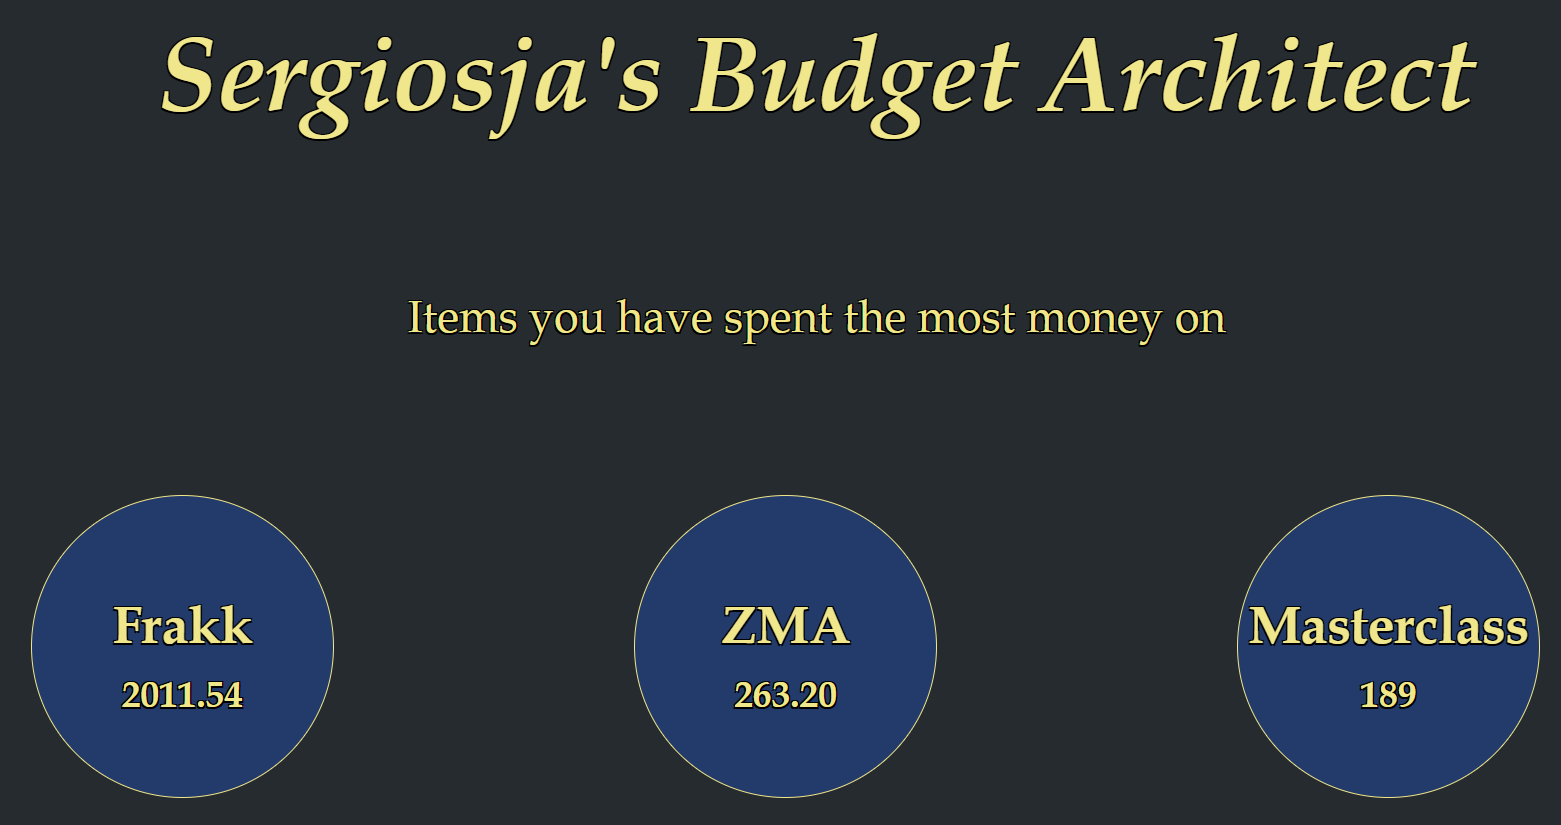 Sergiosja's Budget Architect
Items you have spent the most money on
Frakk
2011.54
ZMA
263.20
Masterclass
189